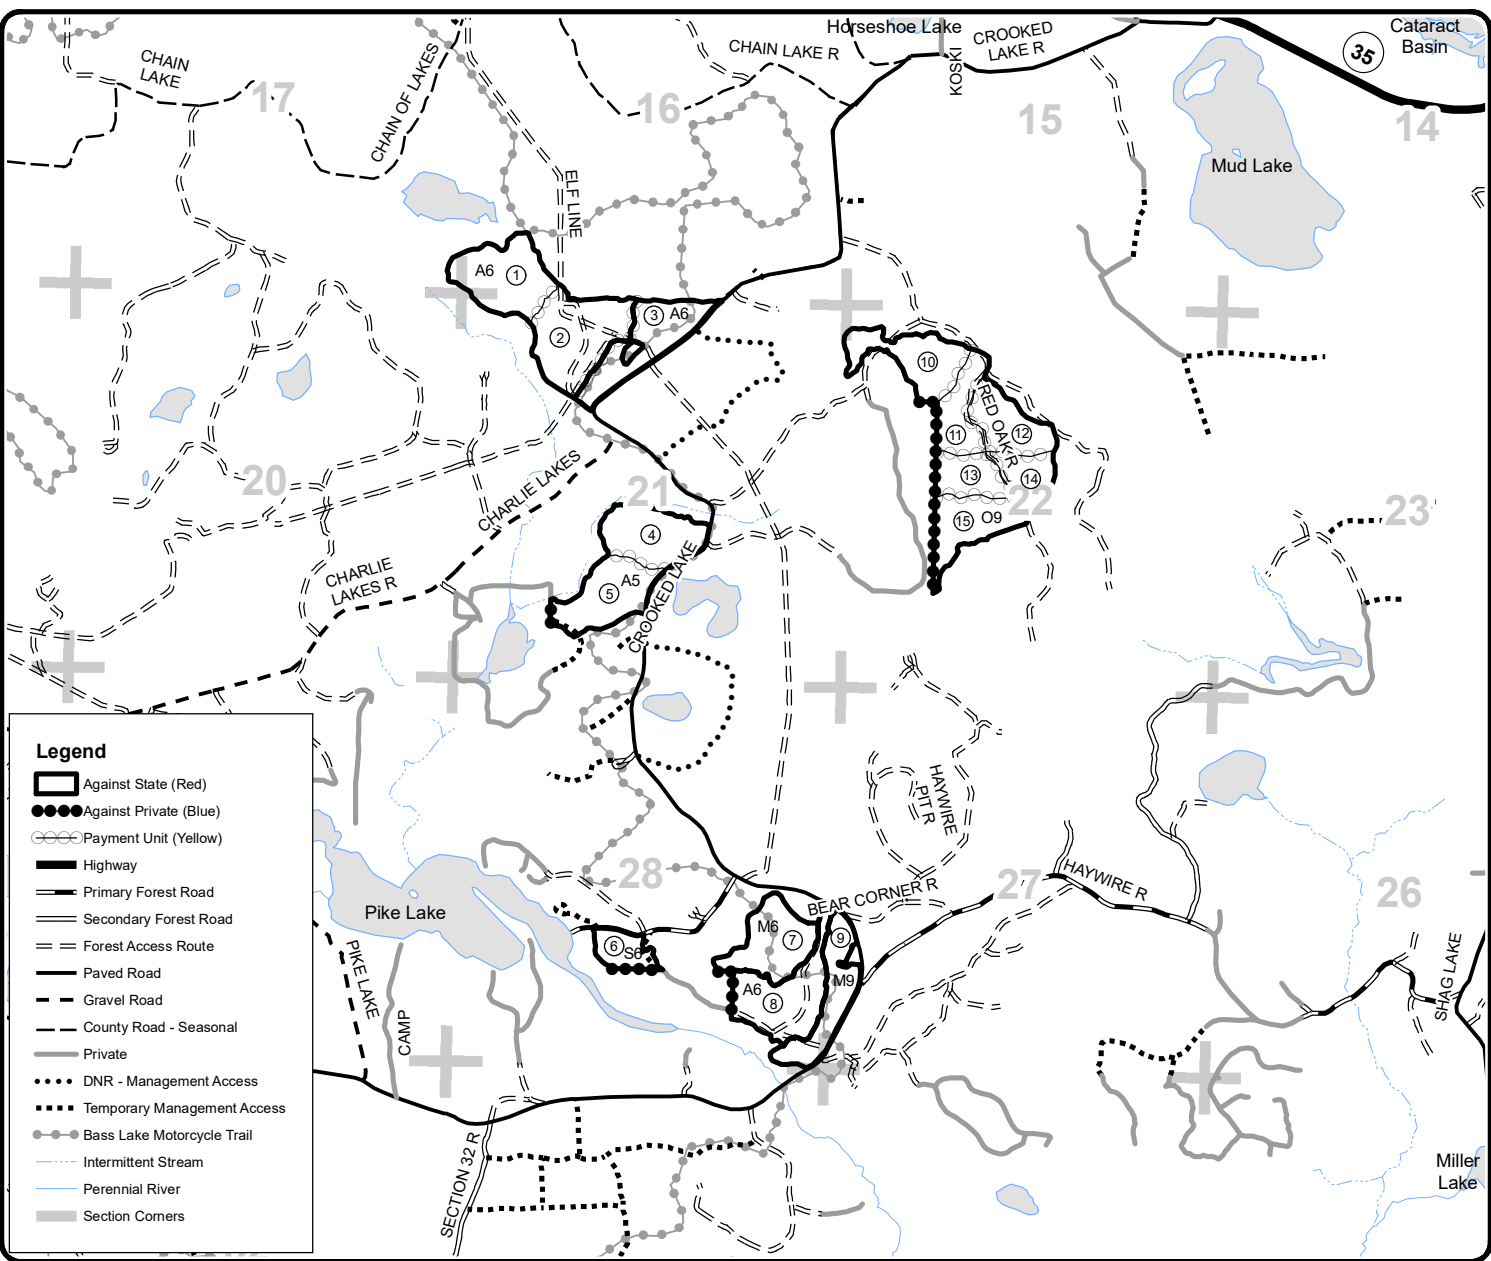 Horseshoe Lake
CROOKED
LAKE R
Cataract
Basin
35
CHAIN
LAKE
CHAIN OF LAKES
CHAIN LAKE R
KOSKI
17
16
15
14
Mud Lake
ELF LINE
A6 1
2
3 A6
10
RED OAK R
11
12
13
14
15 O9
20
21
22
23
CHARLIE LAKES
CHARLIE
LAKES R
4
A5
5
CROOKED LAKE
HAYWIRE
PIT R
Legend
Against State (Red)
Against Private (Blue)
Payment Unit (Yellow)
Highway
Primary Forest Road
Secondary Forest Road
Forest Access Route
Paved Road
Gravel Road
County Road - Seasonal
Private
DNR - Management Access
Temporary Management Access
Bass Lake Motorcycle Trail
Intermittent Stream
Perennial River
Section Corners
28
27
26
HAYWIRE R
BEAR CORNER R
Pike Lake
PIKE LAKE
CAMP
6 S6
M6
7
9
M9
A6
8
SHAG LAKE
SECTION 32 R
Miller
Lake